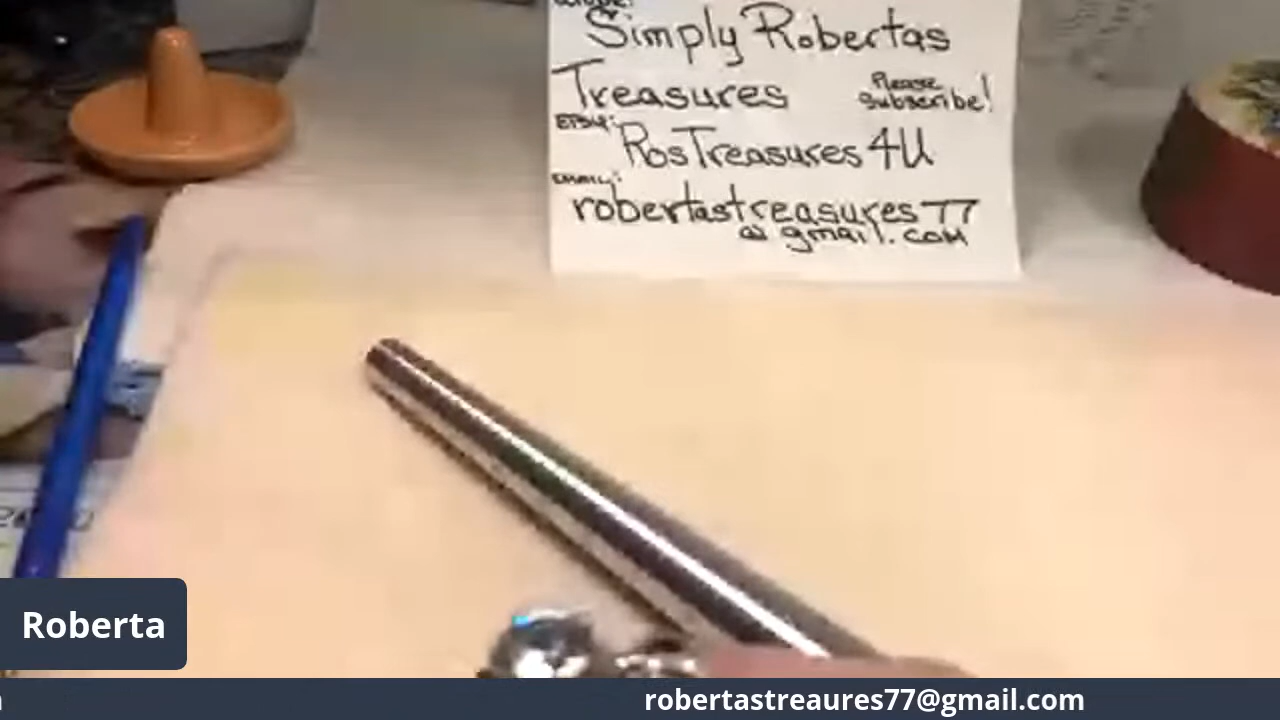 Simply Robertas
Treasures
Please
Subscribe!
ETSY:
RosTreasures4U
EMAIL:
robertastreasures77
@gmail.com
Roberta
robertastreaures77@gmail.com